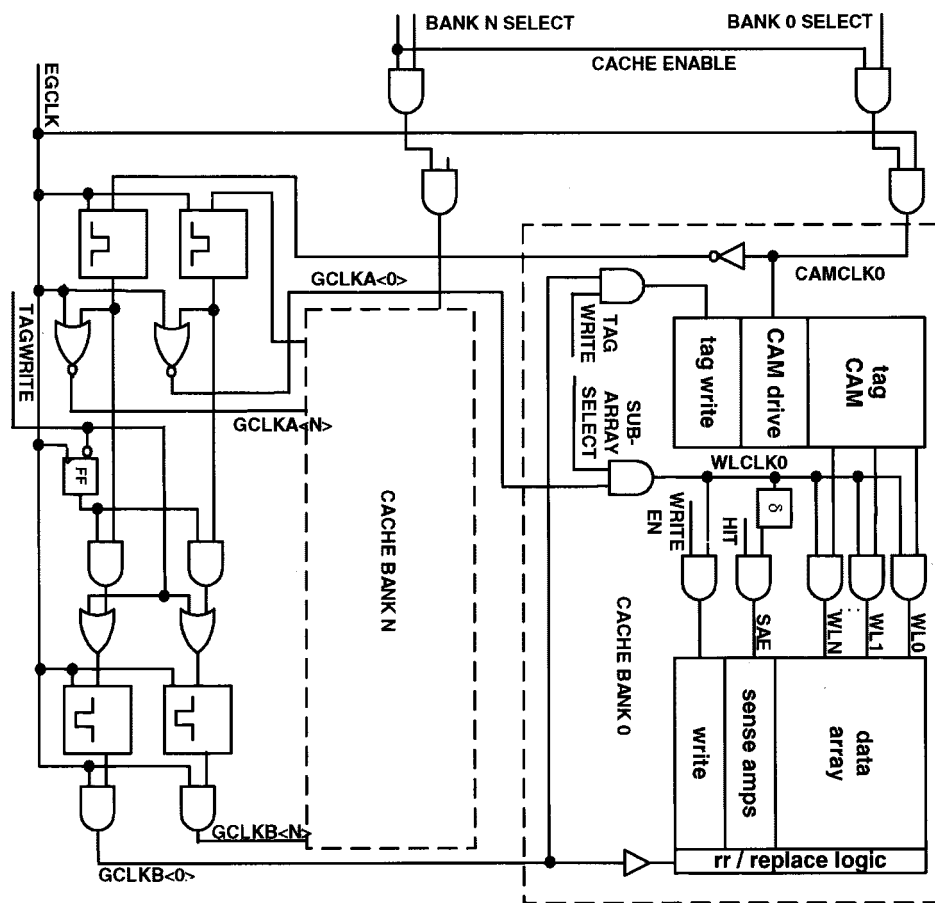 BANK N SELECT
BANK 0 SELECT
CACHE ENABLE
EGCLK
CAMCLK0
GCLKA<0>
TAGWRITE
TAG
WRITE
tag write
CAM drive
tag
CAM
SUB-
ARRAY
SELECT
GCLKA<N>
WLCLK0
FF
δ
WRITE
EN
HIT
CACHE BANK N
CACHE BANK 0
SAE
WLN
WL1
WL0
write
sense amps
data
array
GCLKB<N>
GCLKB<0>
rr / replace logic